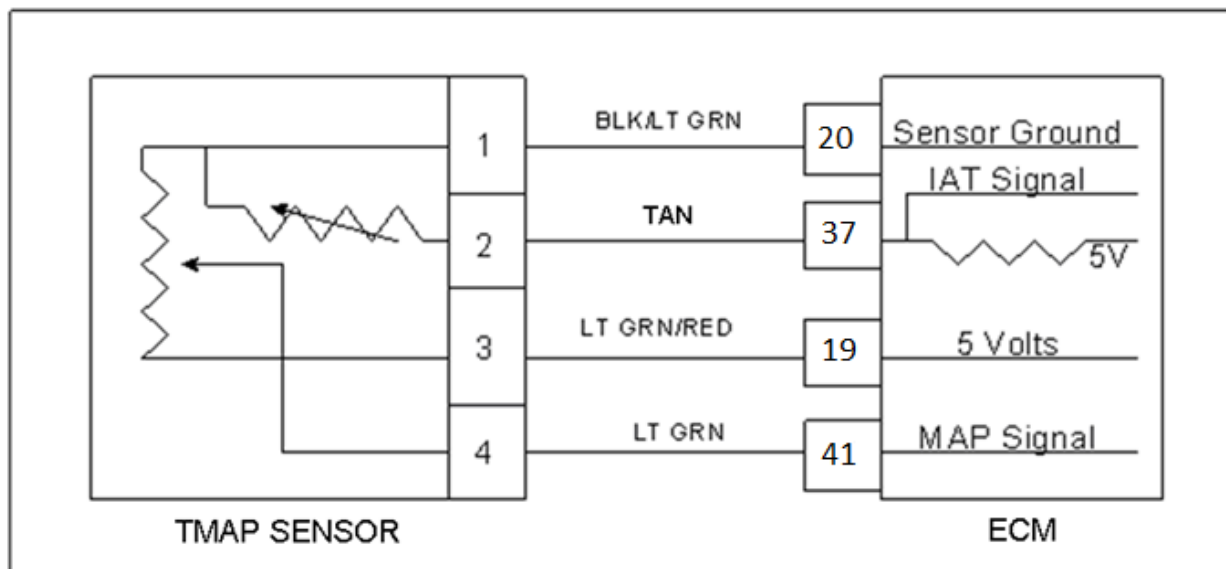 1
BLK/LT GRN
20
Sensor Ground
IAT Signal
2
TAN
37
5V
3
LT GRN/RED
19
5 Volts
4
LT GRN
41
MAP Signal
TMAP SENSOR
ECM